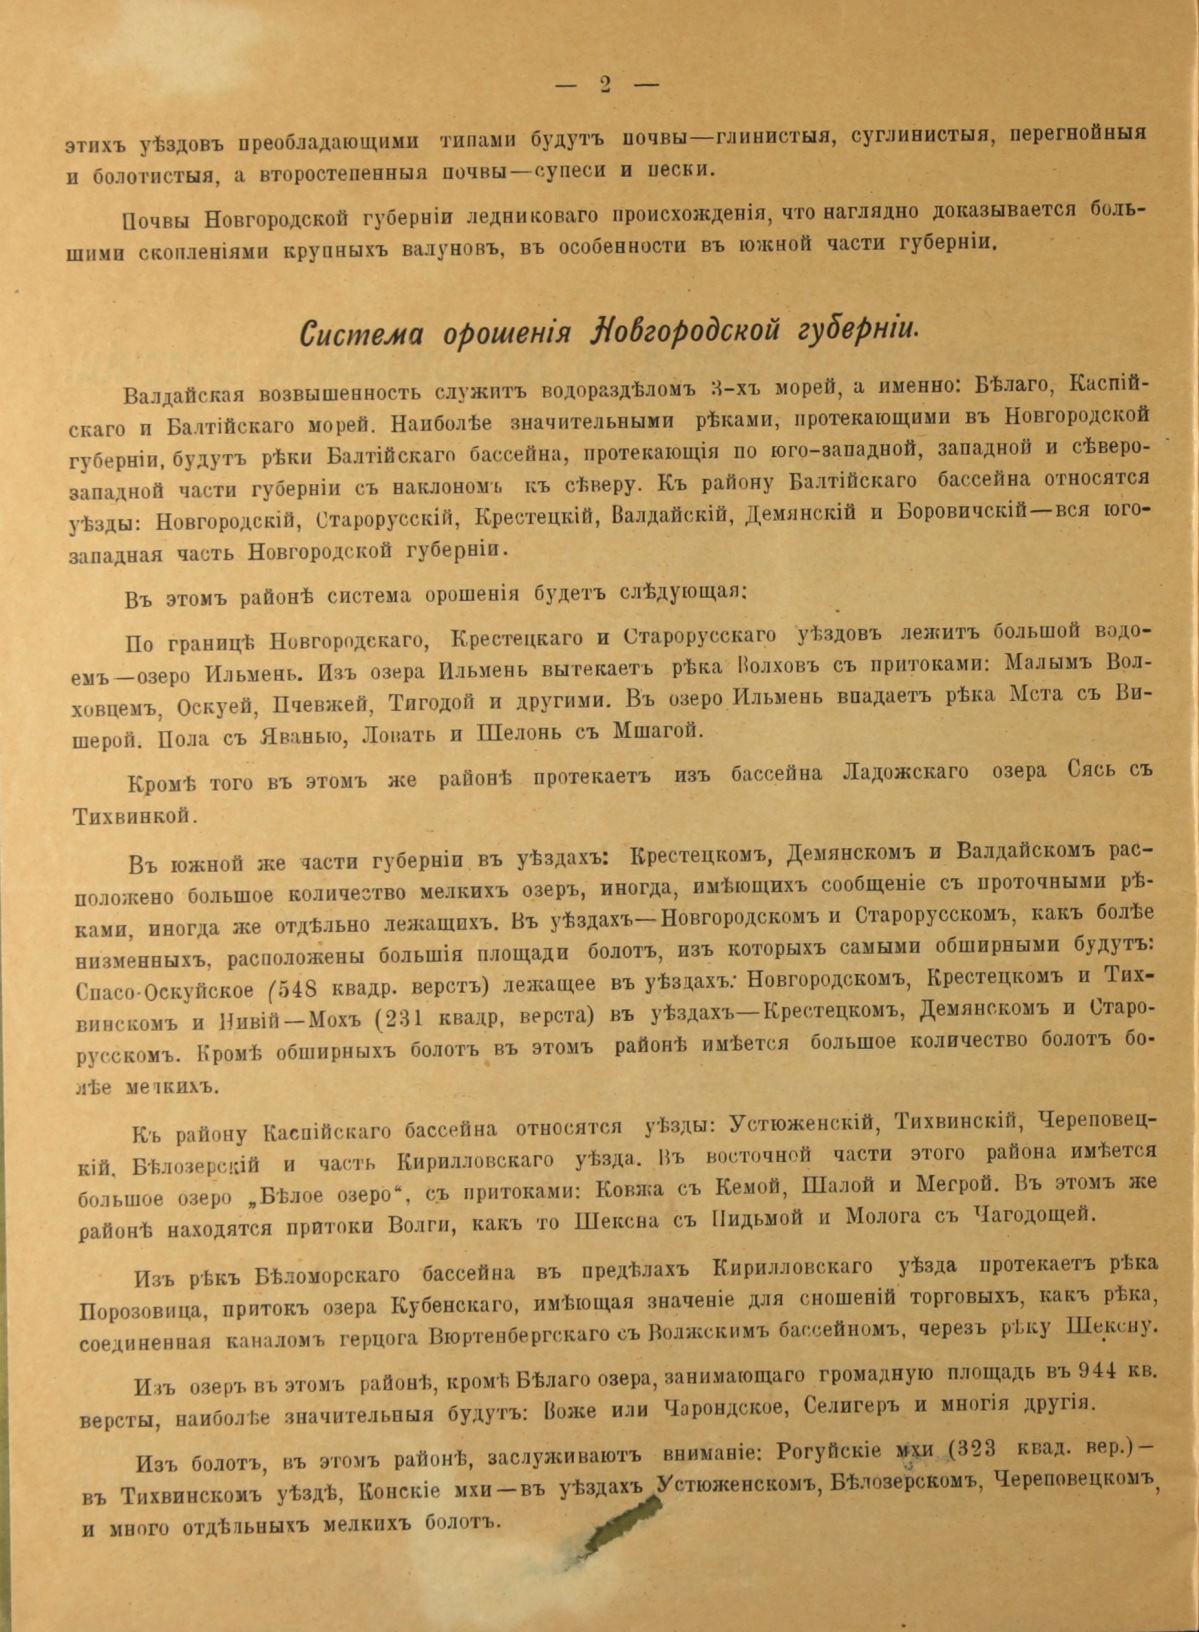 — 2 —
этихъ уѣздовъ преобладающими типами будутъ почвы—глинистыя, суглинистыя, перегнойныя
и болотистыя, а второстепенныя почвы—супеси и пески.
Почвы Новгородской губерніи ледниковаго происхожденія, что наглядно доказывается боль-
шими скопленіями крупныхъ валуновъ, въ особенности въ южной части губерніи.
Система орошенія Новгородской губерніи.
Валдайская возвышенность служитъ водораздѣломъ 3-хъ морей, а именно: Бѣлаго, Каспій-
скаго и Балтійскаго морей. Наиболѣе значительными рѣками, протекающими въ Новгородской
губерніи, будутъ рѣки Балтійскаго бассейна, протекающія по юго-западной, западной и сѣверо-
западной части губерніи съ наклономъ къ сѣверу. Къ району Балтійскаго бассейна относятся
уѣзды: Новгородскій, Старорусскій, Крестецкій, Валдайскій, Демянскій и Боровичскій—вся юго-
западная часть Новгородской губерніи.
Въ этомъ районѣ система орошенія будетъ слѣдующая:
По границѣ Новгородскаго, Крестецкаго и Старорусскаго уѣздовъ лежитъ большой водо-
емъ—озеро Ильмень. Изъ озера Ильмень вытекаетъ рѣка Волховъ съ притоками: Малымъ Вол-
ховцемъ, Оскуей, Пчевжей, Тигодой и другими. Въ озеро Ильмень впадаетъ рѣка Мста съ Ви-
шерой. Пола съ Яванью, Ловать и Шелонь съ Мшагой.
Кромѣ того въ этомъ же районѣ протекаетъ изъ бассейна Ладожскаго озера Сясь съ
Тихвинкой.
Въ южной же части губерніи въ уѣздахъ: Крестецкомъ, Демянскомъ и Валдайскомъ рас-
положено большое количество мелкихъ озеръ, иногда, имѣющихъ сообщеніе съ проточными рѣ-
ками, иногда же отдѣльно лежащихъ. Въ уѣздахъ—Новгородскомъ и Старорусскомъ, какъ болѣе
низменныхъ, расположены большія площади болотъ, изъ которыхъ самыми обширными будутъ:
Спасо-Оскуйское (548 квадр. верстъ) лежащее въ уѣздахъ: Новгородскомъ, Крестецкомъ и Тих-
винскомъ и Нивій—Мохъ (231 квадр, верста) въ уѣздахъ—Крестецкомъ, Демянскомъ и Старо-
русскомъ. Кромѣ обширныхъ болотъ въ этомъ районѣ имѣется большое количество болотъ бо-
лѣе мелкихъ.
Къ району Каспійскаго бассейна относятся уѣзды: Устюженскій, Тихвинскій, Череповец-
кій, Бѣлозерскій и часть Кирилловскаго уѣзда. Въ восточной части этого района имѣется
большое озеро „Бѣлое озеро“, съ притоками: Ковжа съ Кемой, Шалой и Мегрой. Въ этомъ же
районѣ находятся притоки Волги, какъ то Шексна съ Пидьмой и Молога съ Чагодощей.
Изъ рѣкъ Бѣломорскаго бассейна въ предѣлахъ Кирилловскаго уѣзда протекаетъ рѣка
Порозовица, притокъ озера Кубенскаго, имѣющая значеніе для сношеній торговыхъ, какъ рѣка,
соединенная каналомъ герцога Вюртенбергскаго съ Волжскимъ бассейномъ, черезъ рѣку Шексну.
Изъ озеръ въ этомъ районѣ, кромѣ Бѣлаго озера, занимающаго громадную площадь въ 944 кв.
версты, наиболѣе значительныя будутъ: Воже или Чарондское, Селигеръ и многія другія.
Изъ болотъ, въ этомъ районѣ, заслуживаютъ вниманіе: Рогуйскіе мхи (323 квад. вер.)—
въ Тихвинскомъ уѣздѣ, Конскіе мхи—въ уѣздахъ Устюженскомъ, Бѣлозерскомъ, Череповецкомъ,
и много отдѣльныхъ мелкихъ болотъ.